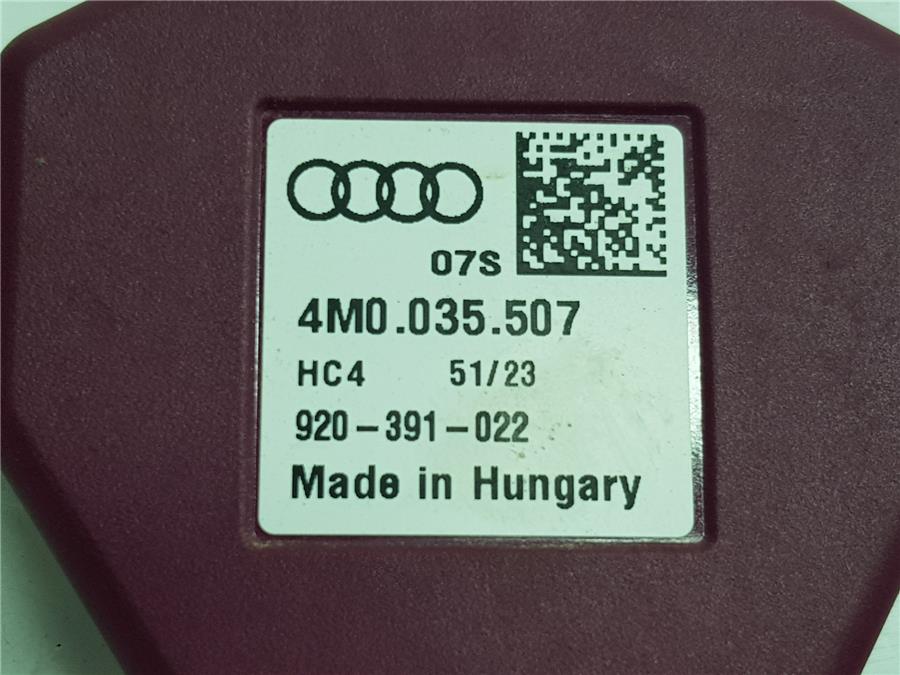 07S
4M0.035.507
HC4 51/23
920-391-022
Made in Hungary